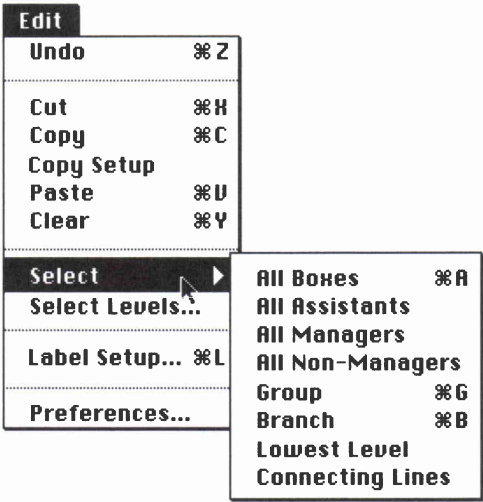 Edit
Undo ⌘Z
Cut ⌘X
Copy ⌘C
Copy Setup
Paste ⌘V
Clear ⌘Y
Select
Select Levels...
Label Setup... ⌘L
Preferences...
All Boxes ⌘A
All Assistants
All Managers
All Non-Managers
Group ⌘G
Branch ⌘B
Lowest Level
Connecting Lines